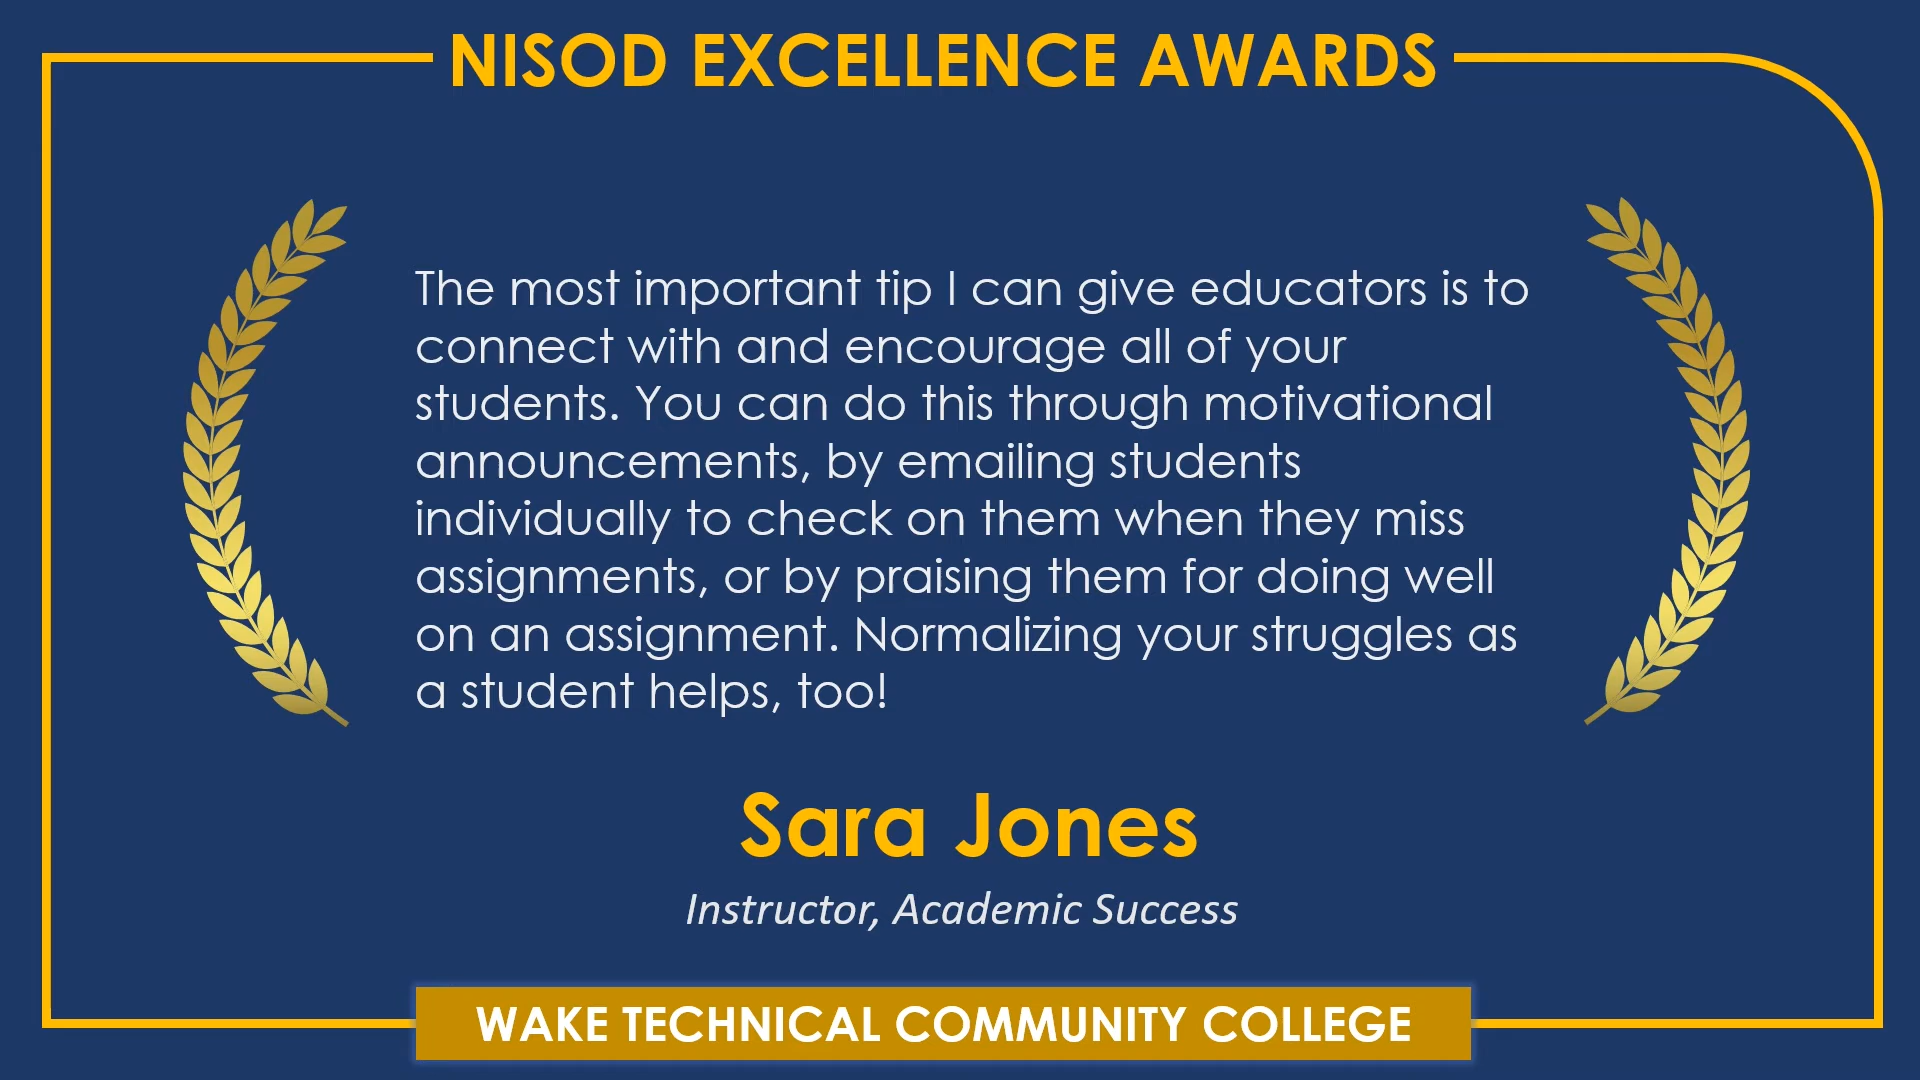 NISOD EXCELLENCE AWARDS
The most important tip I can give educators is to
connect with and encourage all of your
students. You can do this through motivational
announcements, by emailing students
individually to check on them when they miss
assignments, or by praising them for doing well
on an assignment. Normalizing your struggles as
a student helps, too!
Sara Jones
Instructor, Academic Success
WAKE TECHNICAL COMMUNITY COLLEGE